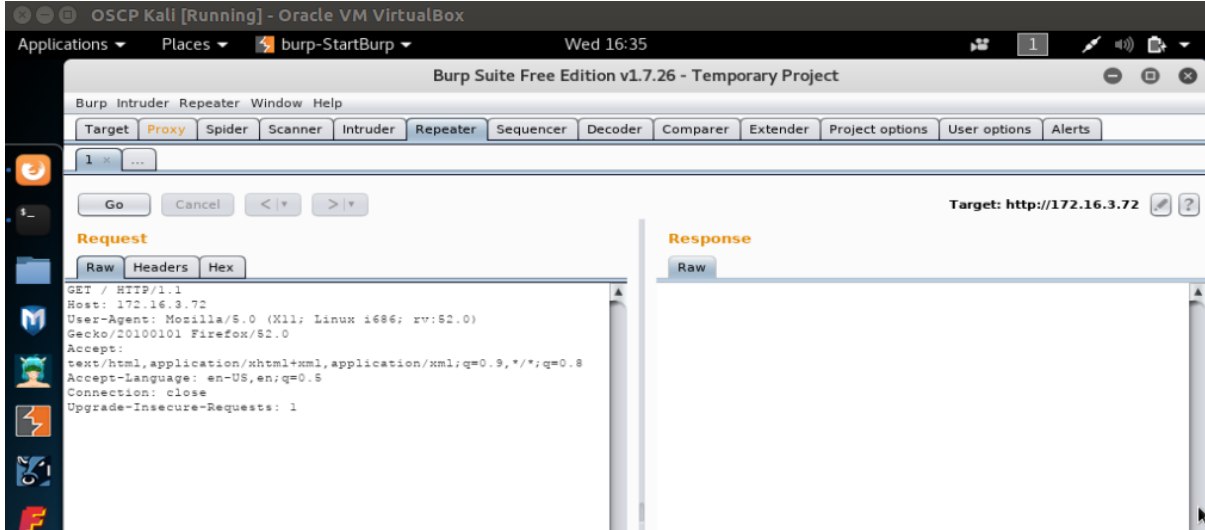 OSCP Kali [Running] - Oracle VM VirtualBox
Applications Places burp-StartBurp Wed 16:35 1
Burp Suite Free Edition v1.7.26 - Temporary Project
Burp Intruder Repeater Window Help
Target Proxy Spider Scanner Intruder Repeater Sequencer Decoder Comparer Extender Project options User options Alerts
1 × ...
Go Cancel < > Target: http://172.16.3.72 ?
Request Response
Raw Headers Hex Raw
GET / HTTP/1.1
Host: 172.16.3.72
User-Agent: Mozilla/5.0 (X11; Linux i686; rv:52.0)
Gecko/20100101 Firefox/52.0
Accept:
text/html,application/xhtml+xml,application/xml;q=0.9,*/*;q=0.8
Accept-Language: en-US,en;q=0.5
Connection: close
Upgrade-Insecure-Requests: 1